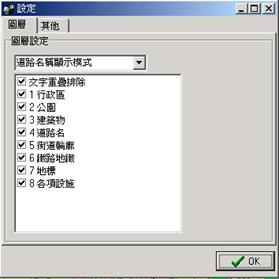 設定
圖層 其他
圖層設定
道路名稱顯示模式
文字重疊排除
1 行政區
2 公園
3 建築物
4 道路名
5 街道輪廓
6 鐵路地鐵
7 地標
8 各項設施
OK